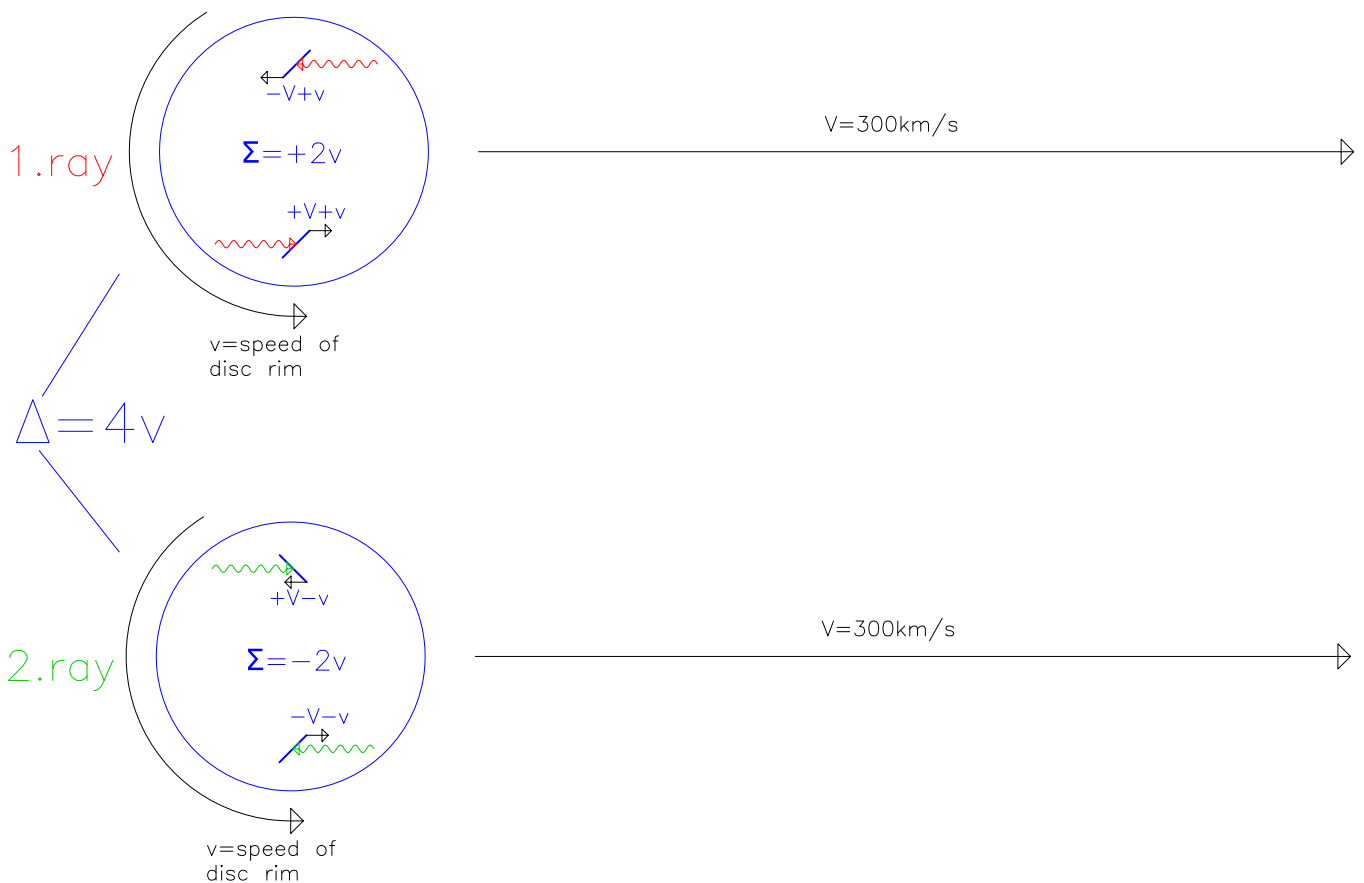 -V+v
V=300km/s
1.ray
Σ=+2v
+V+v
v=speed of
disc rim
Δ=4v
+V-v
V=300km/s
2.ray
Σ=-2v
-V-v
v=speed of
disc rim